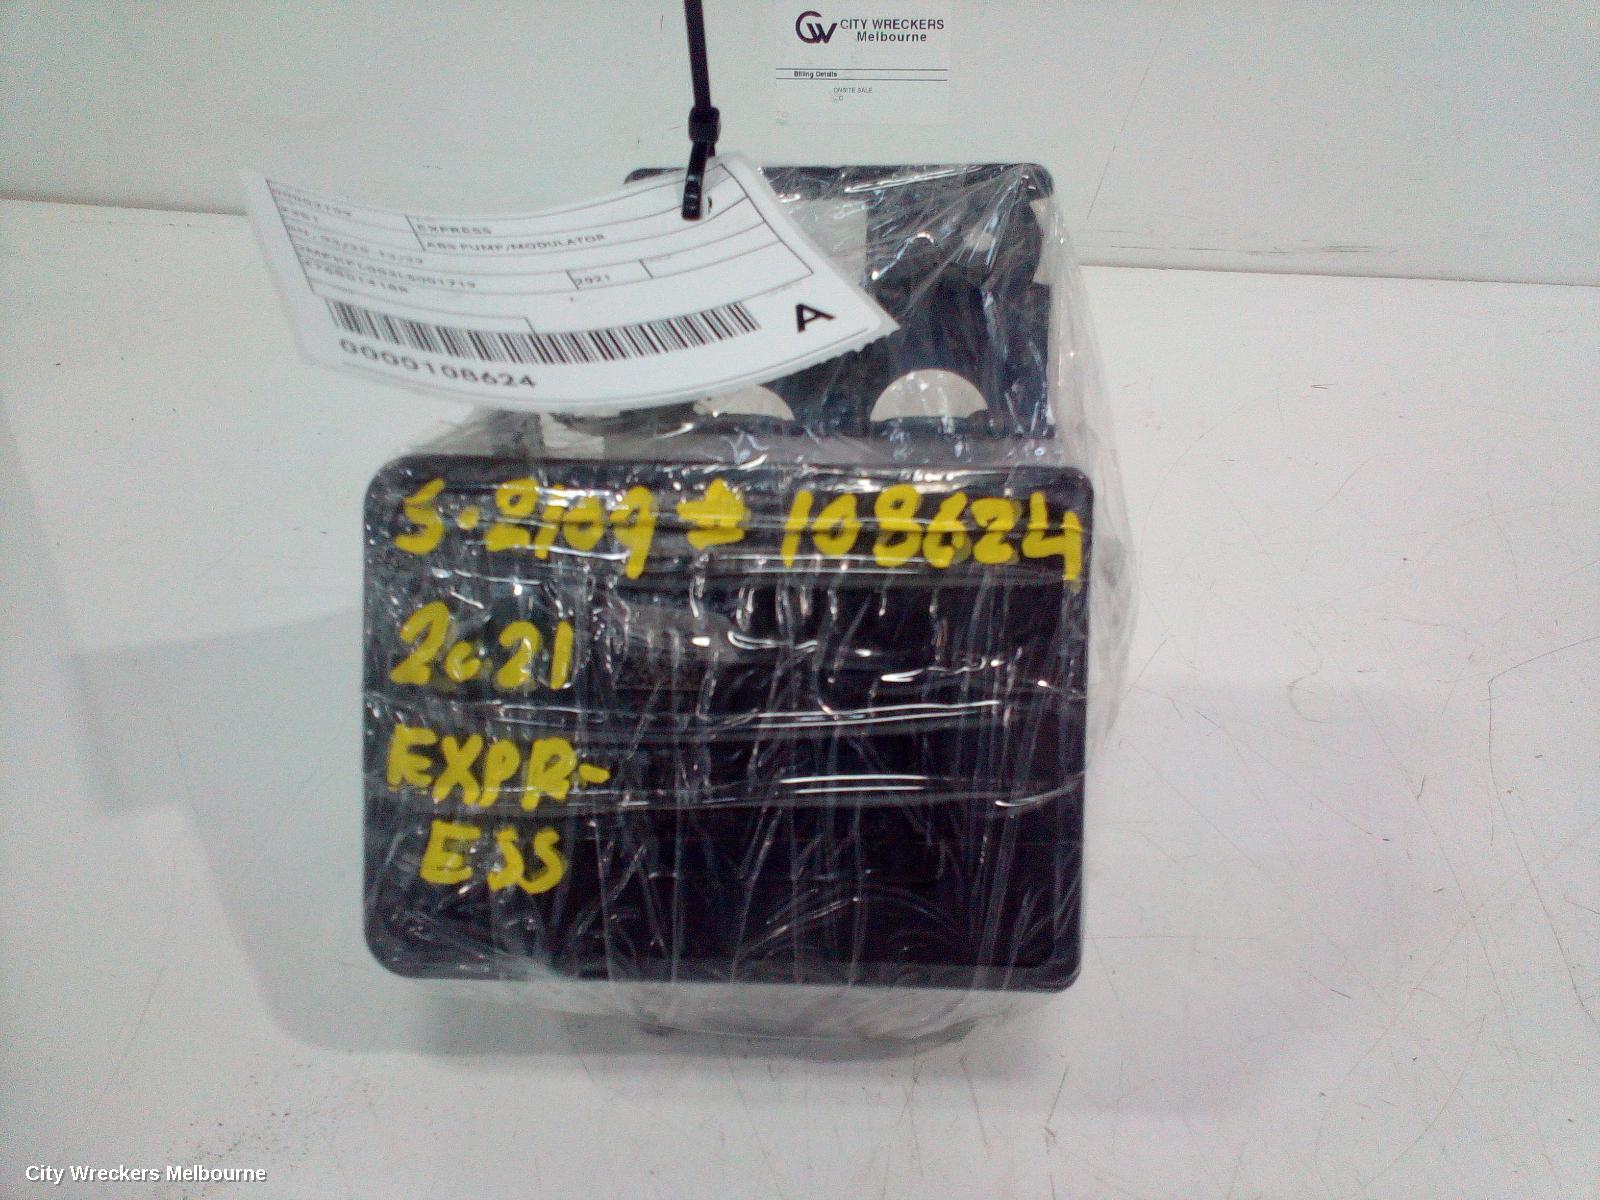 CITY WRECKERS
Melbourne
Billing Details
ONSITE SALE
EXPRESS
ABS PUMP/MODULATOR
2021
A
0000108624
S-2109 # 108624
2021
EXPR-
ESS
City Wreckers Melbourne